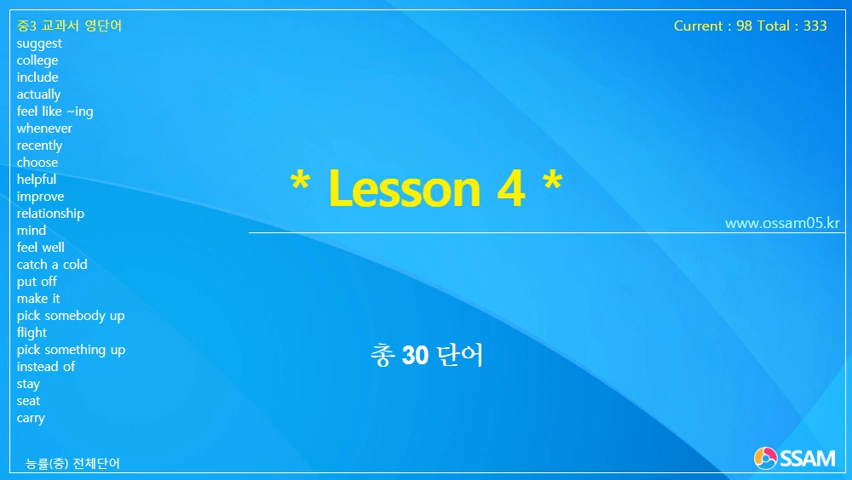 중3 교과서 영단어
Current : 98 Total : 333
suggest
college
include
actually
feel like ~ing
whenever
recently
choose
helpful
improve
relationship
mind
feel well
catch a cold
put off
make it
pick somebody up
flight
pick something up
instead of
stay
seat
carry
* Lesson 4 *
www.ossam05.kr
총 30 단어
능률(중) 전체단어
OSSAM